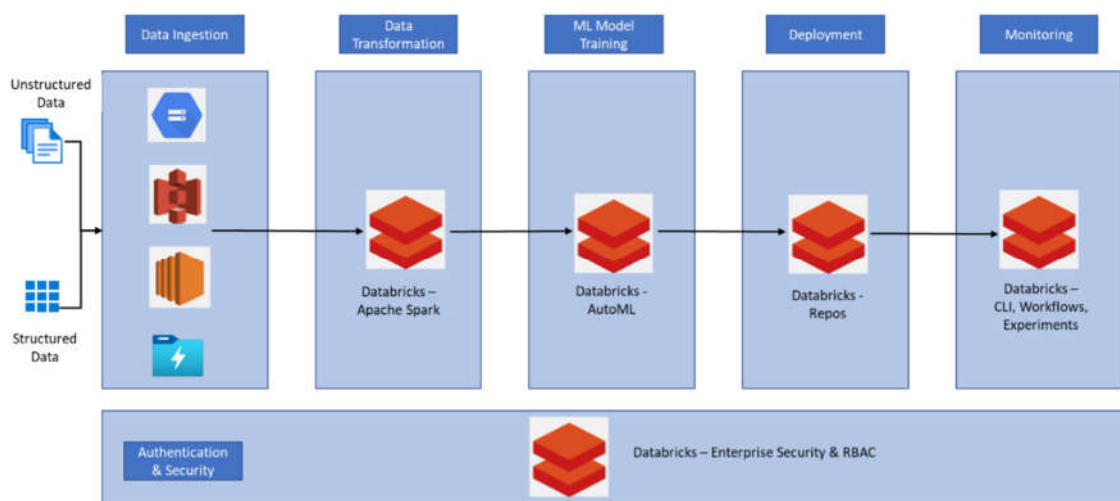 Data Ingestion
Data
Transformation
ML Model
Training
Deployment
Monitoring
Unstructured
Data
Structured
Data
Databricks –
Apache Spark
Databricks -
AutoML
Databricks -
Repos
Databricks –
CLI, Workflows,
Experiments
Authentication
& Security
Databricks – Enterprise Security & RBAC